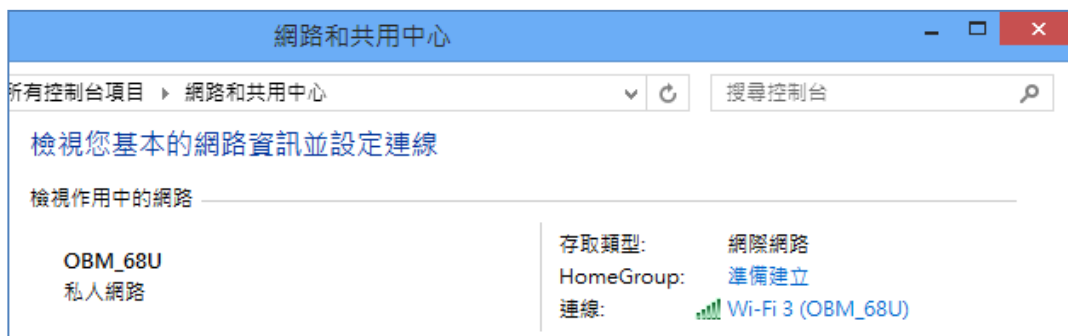 網路和共用中心
所有控制台項目 ▸ 網路和共用中心
搜尋控制台
檢視您基本的網路資訊並設定連線
檢視作用中的網路
OBM_68U
私人網路
存取類型: 網際網路
HomeGroup: 準備建立
連線: Wi-Fi 3 (OBM_68U)